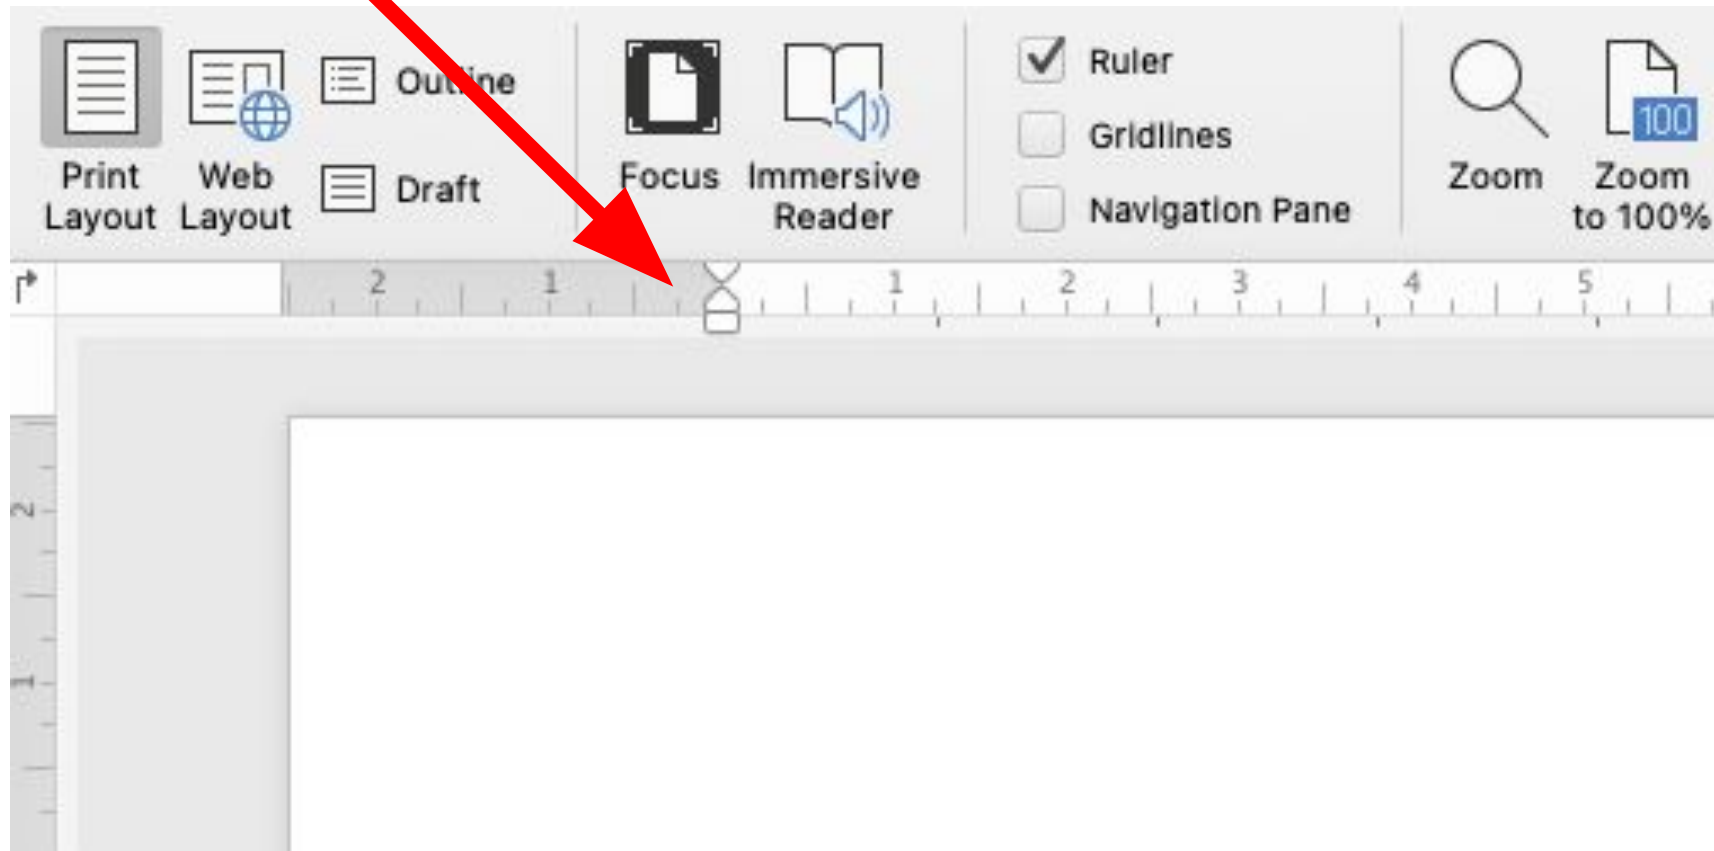 Outline
Print Layout
Web Layout
Draft
Focus
Immersive Reader
Ruler
Gridlines
Navigation Pane
Zoom
100
Zoom to 100%
2 1 1 2 3 4 5
2
1